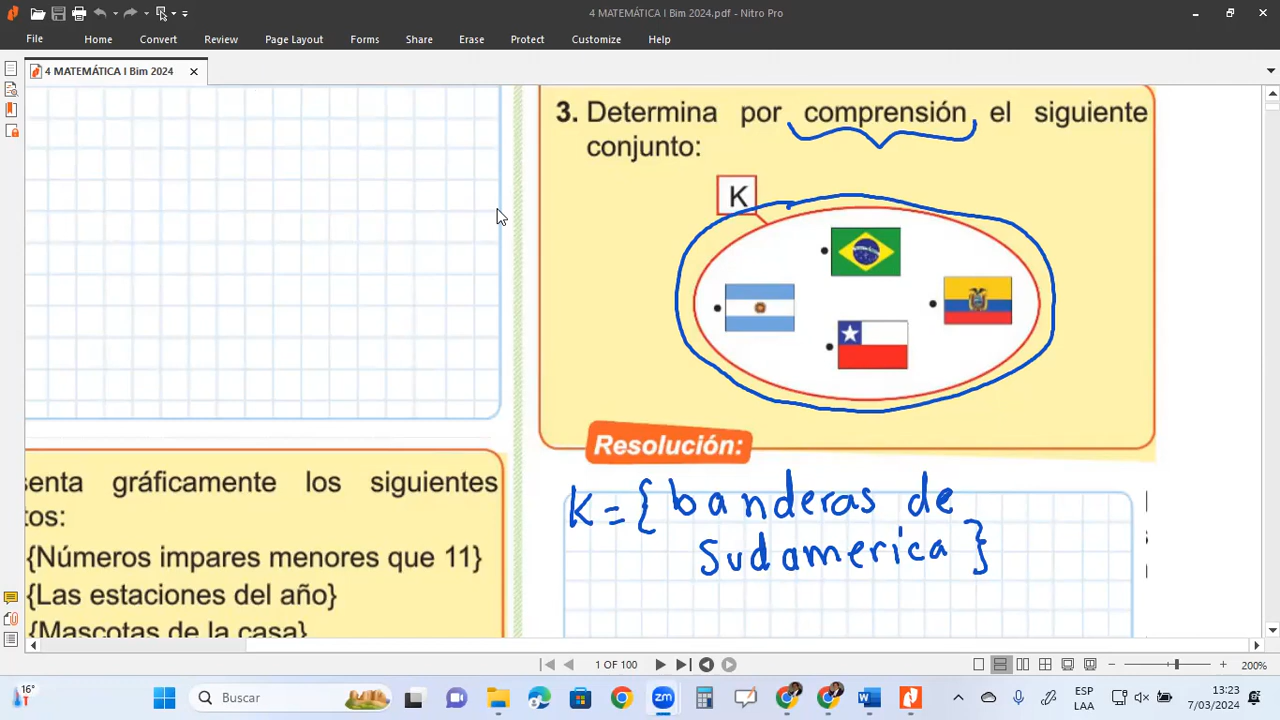 4 MATEMÁTICA I Bim 2024.pdf - Nitro Pro
File Home Convert Review Page Layout Forms Share Erase Protect Customize Help
4 MATEMÁTICA I Bim 2024
3. Determina por comprensión el siguiente
conjunto:
K
Resolución:
K = { banderas de
sudamerica }
senta gráficamente los siguientes
tos:
{Números impares menores que 11}
{Las estaciones del año}
{Mascotas de la casa}
1 OF 100
200%
16°
Buscar
zm
ESP
LAA
13:23
7/03/2024